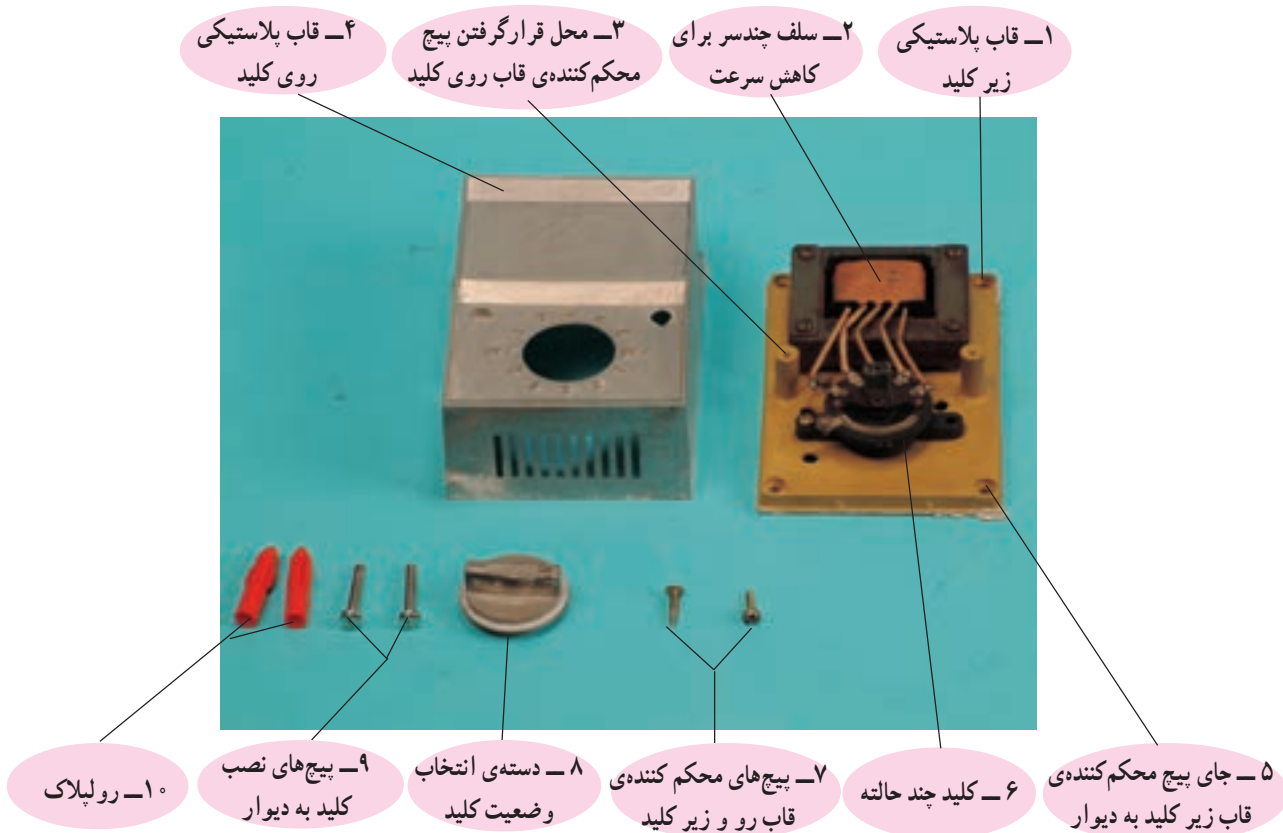 ۱ــ قاب پلاستیکی
زیر کلید
۲ــ سلف چندسر برای
کاهش سرعت
۳ــ محل قرارگرفتن پیچ
محکم‌کننده‌ی قاب روی کلید
۴ــ قاب پلاستیکی
روی کلید
۵ ــ جای پیچ محکم‌کننده‌ی
قاب زیر کلید به دیوار
۶ ــ کلید چند حالته
۷ــ پیچ‌های محکم کننده‌ی
قاب رو و زیر کلید
۸ ــ دسته‌ی انتخاب
وضعیت کلید
۹ــ پیچ‌های نصب
کلید به دیوار
۱۰ــ رولپلاک